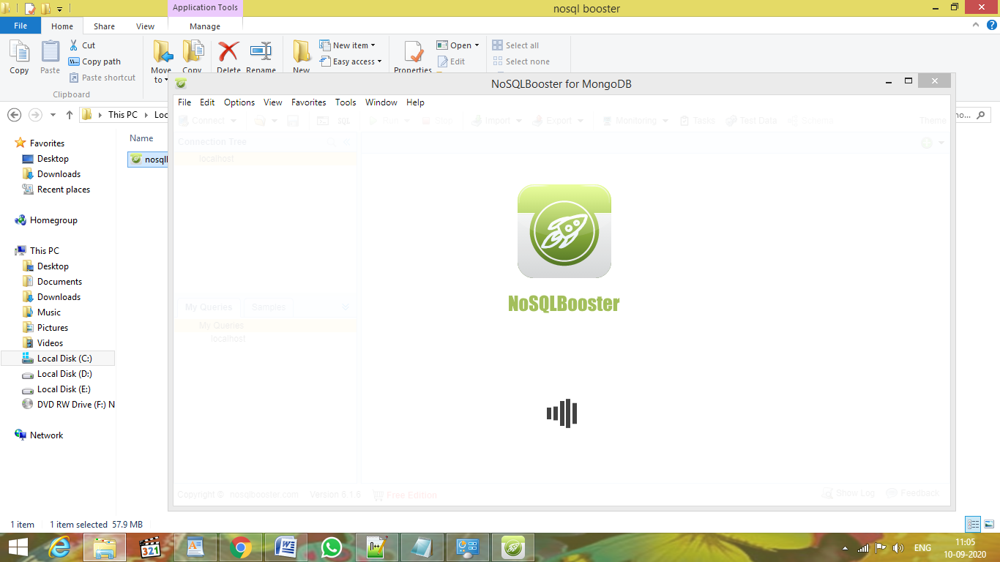 Application Tools
nosql booster
File
Home
Share
View
Manage
Copy
Paste
Cut
Copy path
Paste shortcut
Clipboard
Move
to
Copy
Delete
Rename
New
New item
Easy access
Properties
Open
Edit
Select all
Select none
This PC
Loc
no...
Favorites
Desktop
Downloads
Recent places
Homegroup
This PC
Desktop
Documents
Downloads
Music
Pictures
Videos
Local Disk (C:)
Local Disk (D:)
Local Disk (E:)
DVD RW Drive (F:) N
Network
Name
nosqll
NoSQLBooster for MongoDB
File Edit Options View Favorites Tools Window Help
Connect SQL Run Stop Import Export Monitoring Tasks Test Data Schema Theme
Connection Tree
localhost
NoSQLBooster
My Queries Samples
My Queries
localhost
Copyright © nosqlbooster.com Version 6.1.6 Free Edition Show Log Feedback
1 item 1 item selected 57.9 MB
321
n++
W
ENG
11:05
10-09-2020